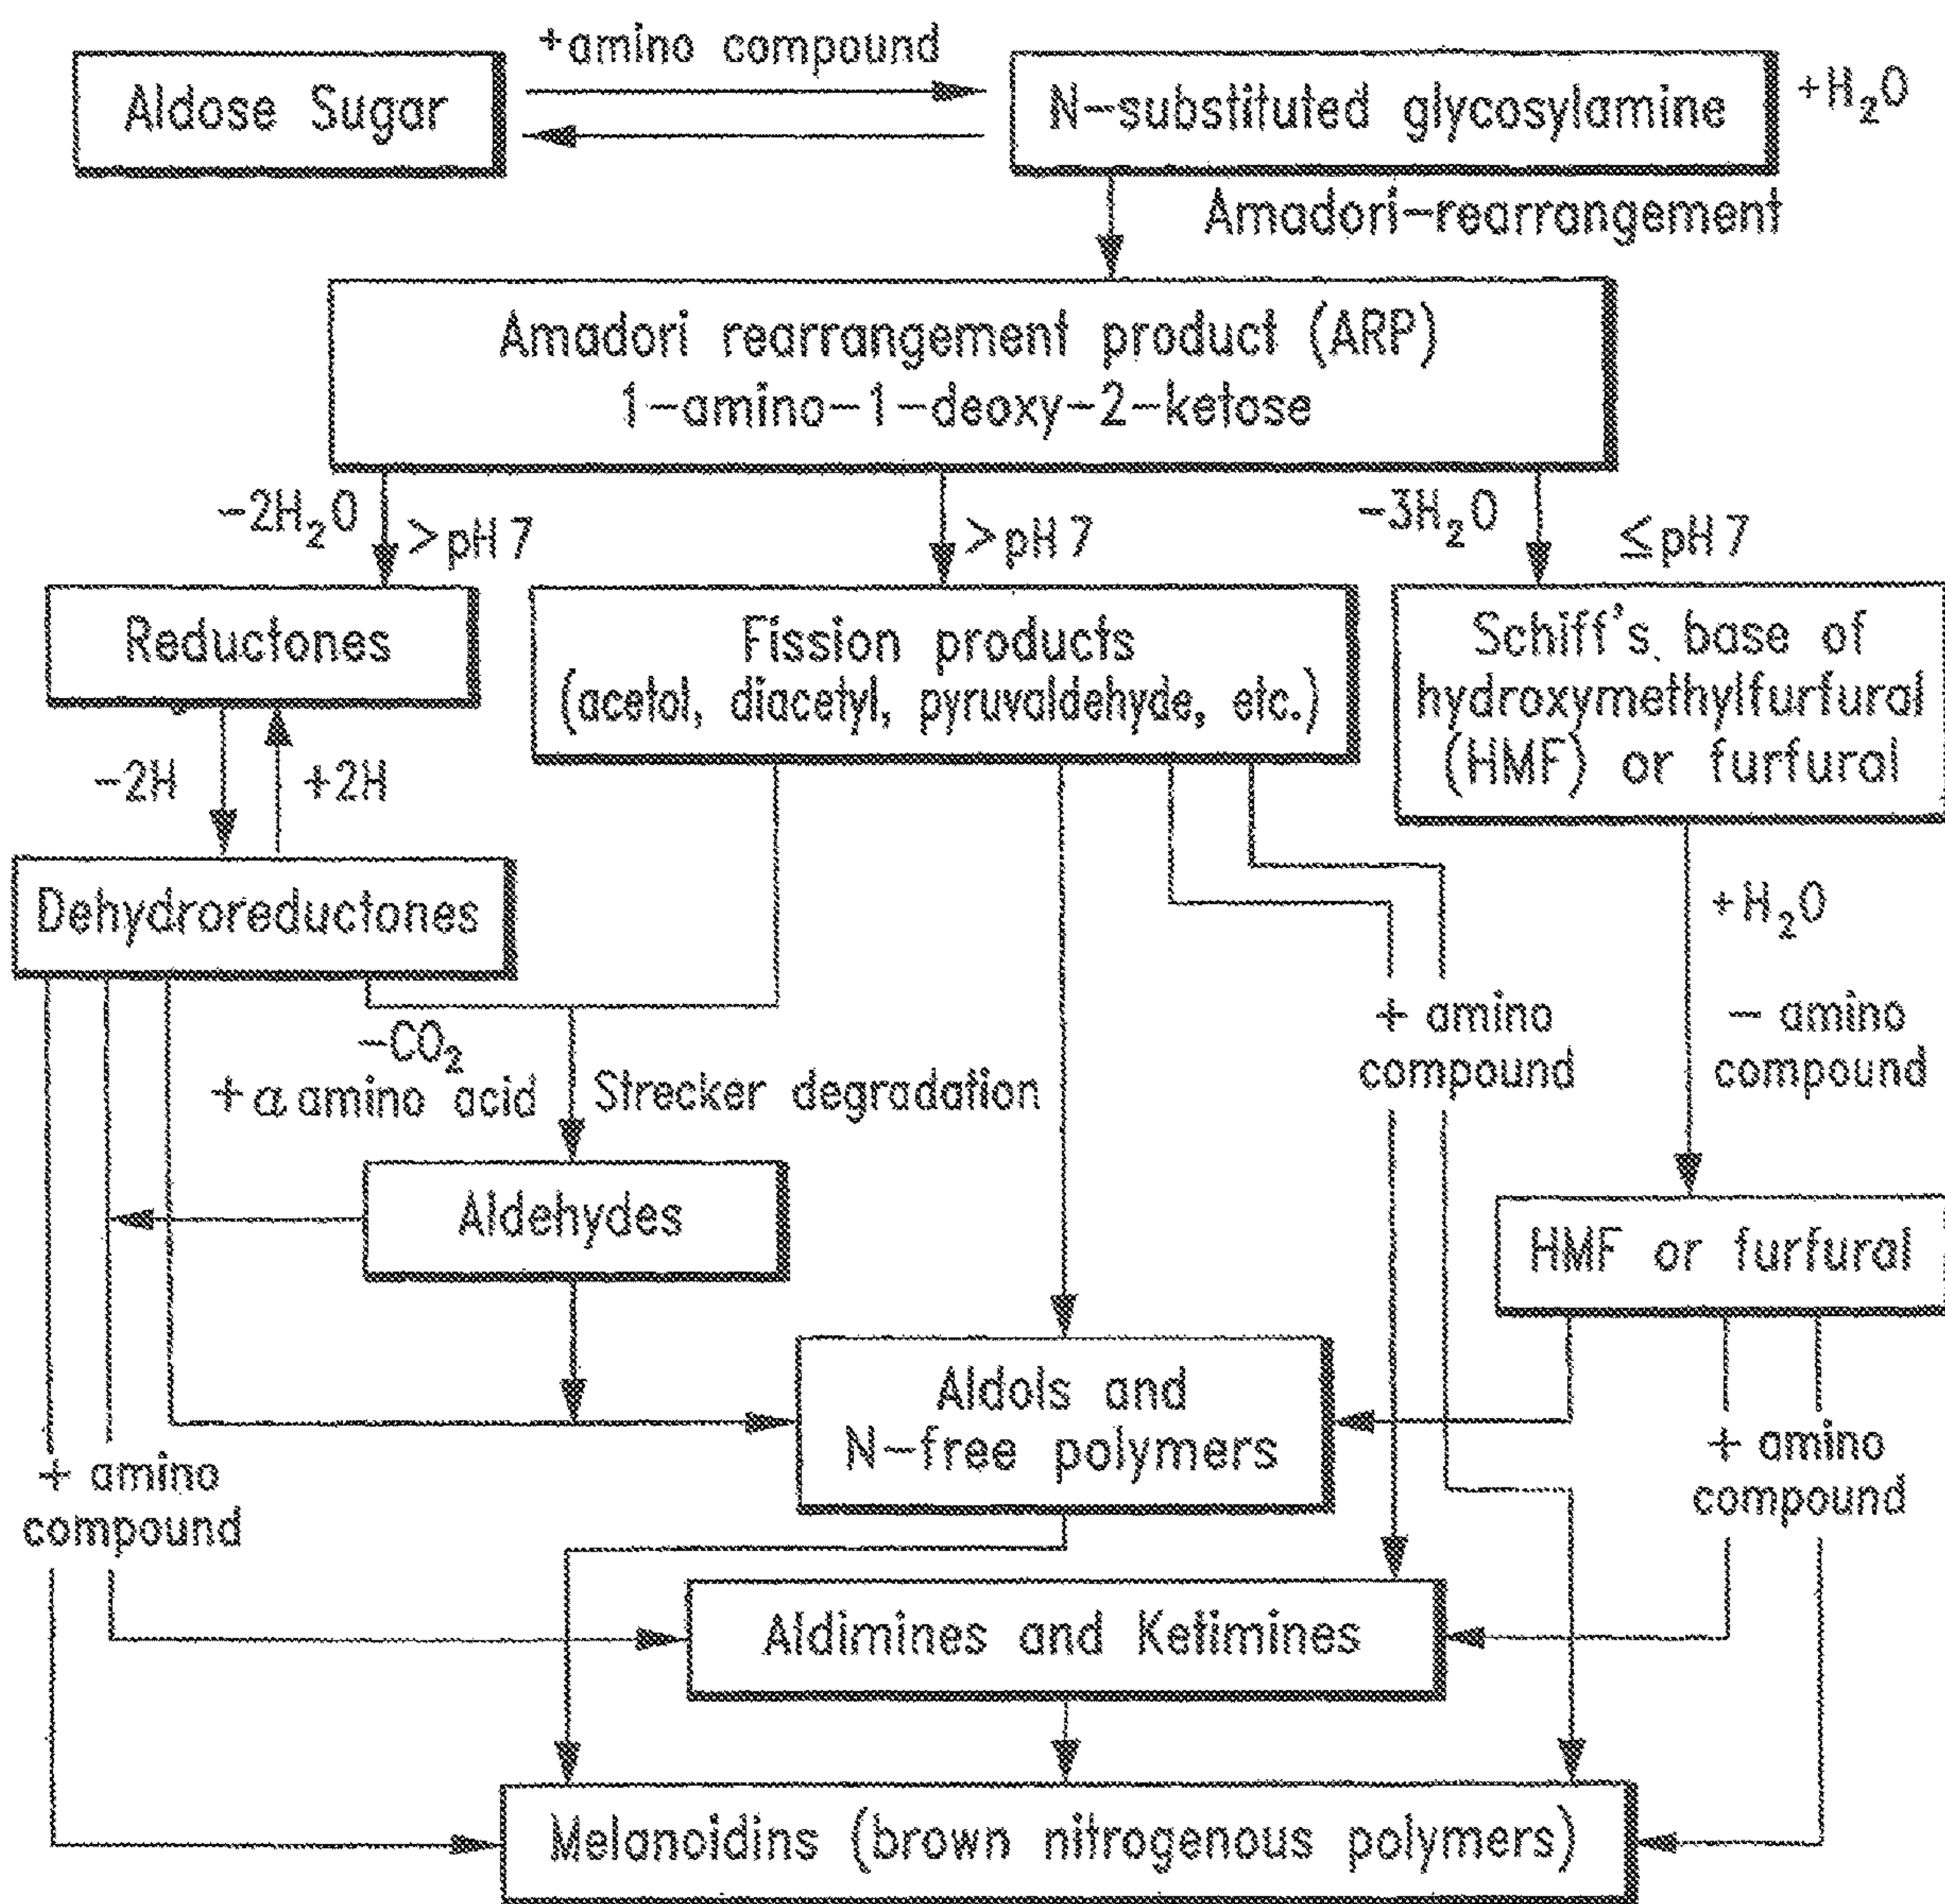 +amino compound
Aldose Sugar
N-substituted glycosylamine
+H₂O
Amadori-rearrangement
Amadori rearrangement product (ARP)
1-amino-1-deoxy-2-ketose
-2H₂O
>pH 7
>pH 7
-3H₂O
≤pH 7
Reductones
Fission products
(acetol, diacetyl, pyruvaldehyde, etc.)
Schiff's base of
hydroxymethylfurfural
(HMF) or furfural
-2H
+2H
Dehydroreductones
+H₂O
-CO₂
+α amino acid
Strecker degradation
+ amino
compound
- amino
compound
Aldehydes
HMF or furfural
Aldols and
N-free polymers
+ amino
compound
+ amino
compound
Aldimines and Ketimines
Melanoidins (brown nitrogenous polymers)